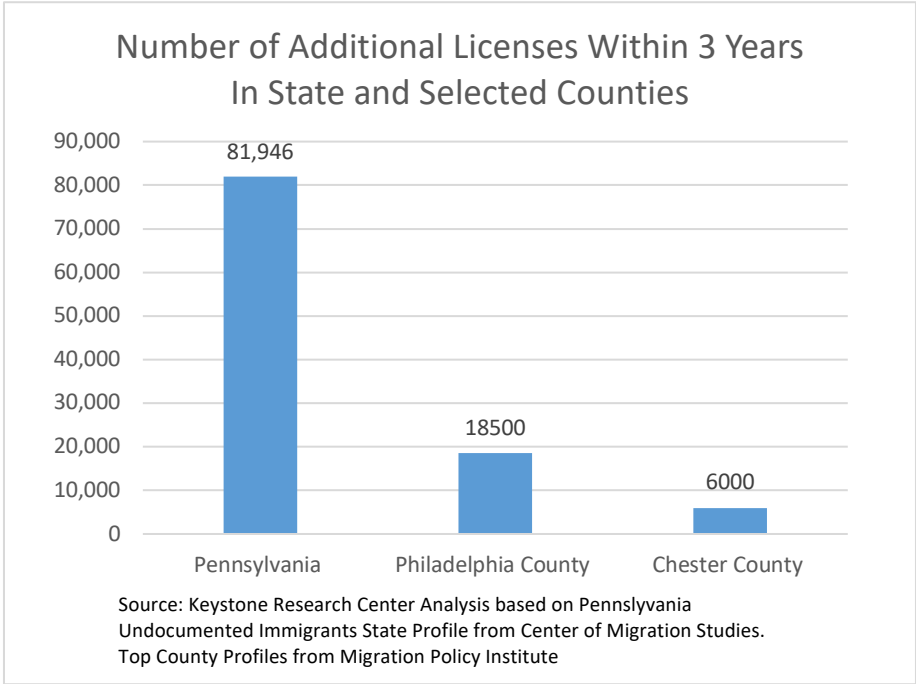 Number of Additional Licenses Within 3 Years
In State and Selected Counties
90,000
80,000
70,000
60,000
50,000
40,000
30,000
20,000
10,000
0
81,946
18500
6000
Pennsylvania
Philadelphia County
Chester County
Source: Keystone Research Center Analysis based on Pennslyvania
Undocumented Immigrants State Profile from Center of Migration Studies.
Top County Profiles from Migration Policy Institute